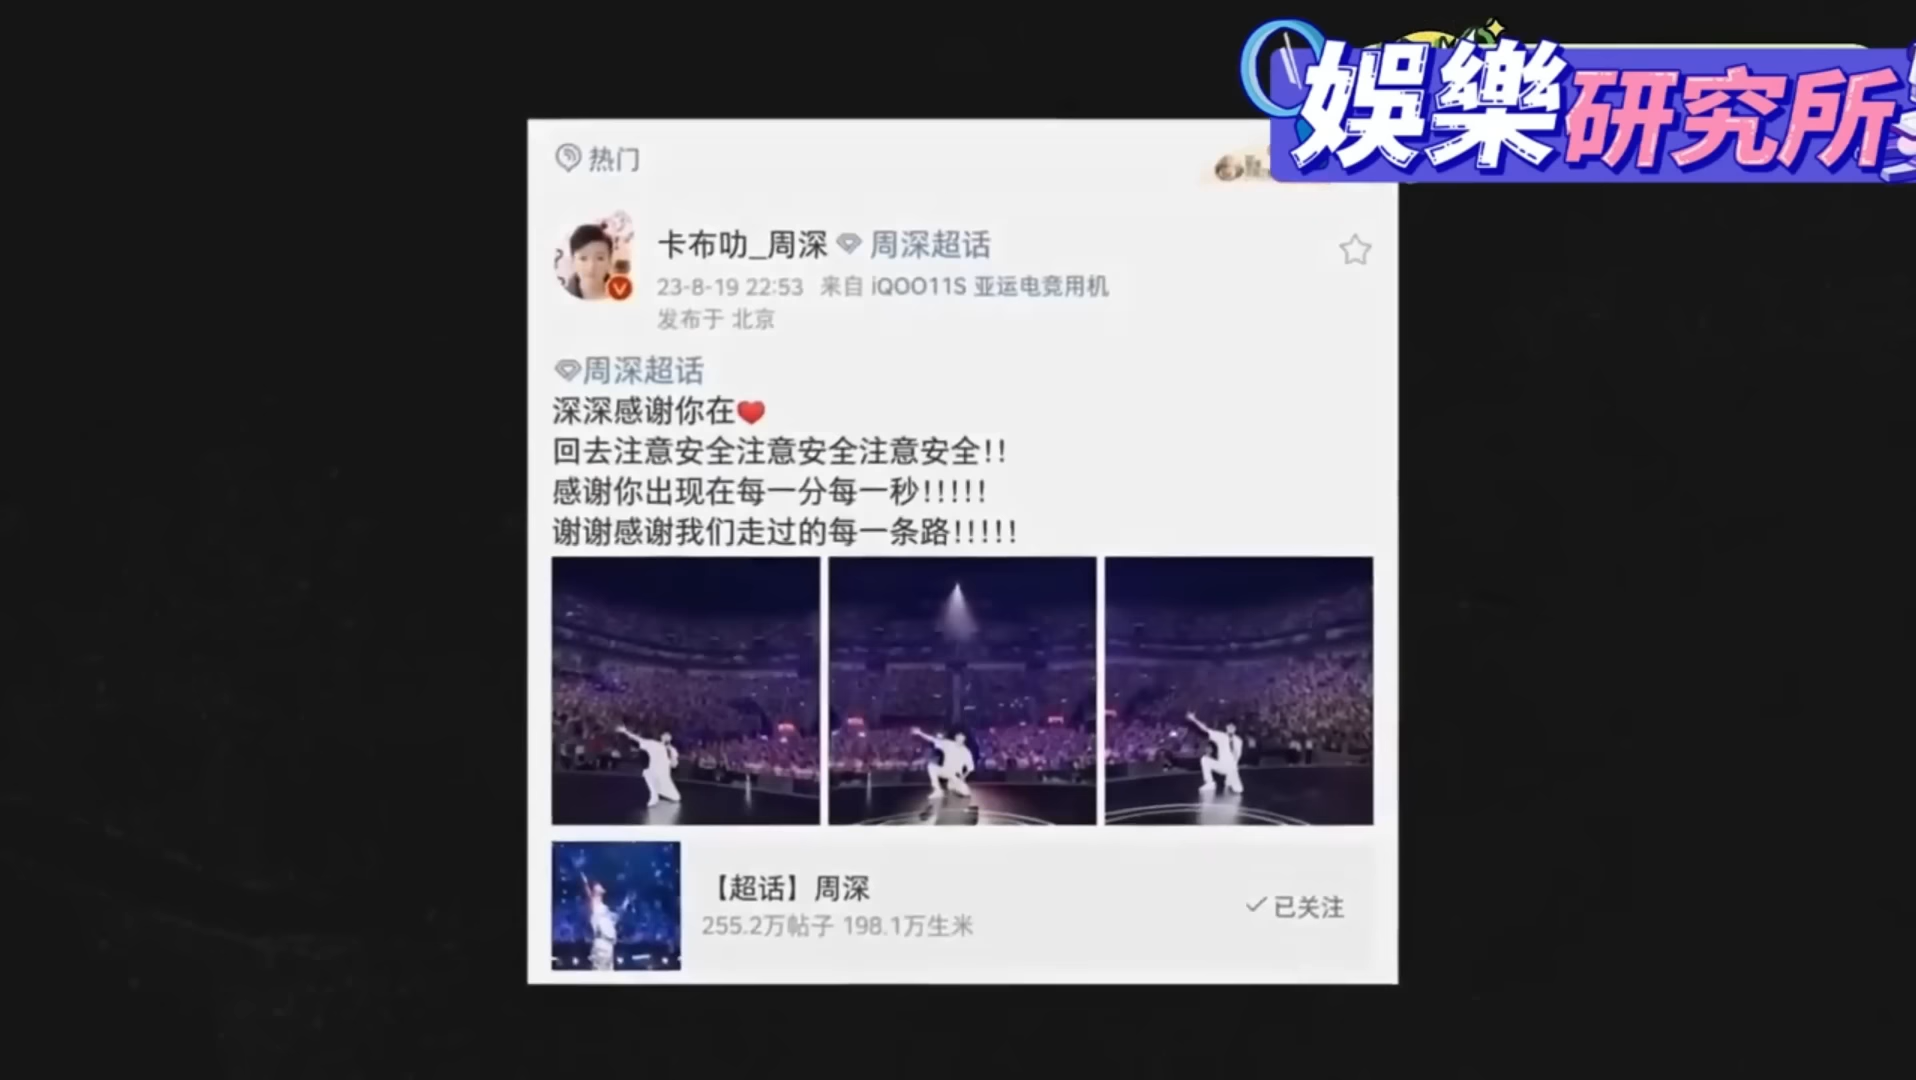 娛樂研究所
热门
卡布叻_周深 周深超话
23-8-19 22:53 来自 iQOO11S 亚运电竞用机
发布于 北京
周深超话
深深感谢你在❤
回去注意安全注意安全注意安全!!
感谢你出现在每一分每一秒!!!!!
谢谢感谢我们走过的每一条路!!!!!
【超话】周深
255.2万帖子 198.1万生米
已关注